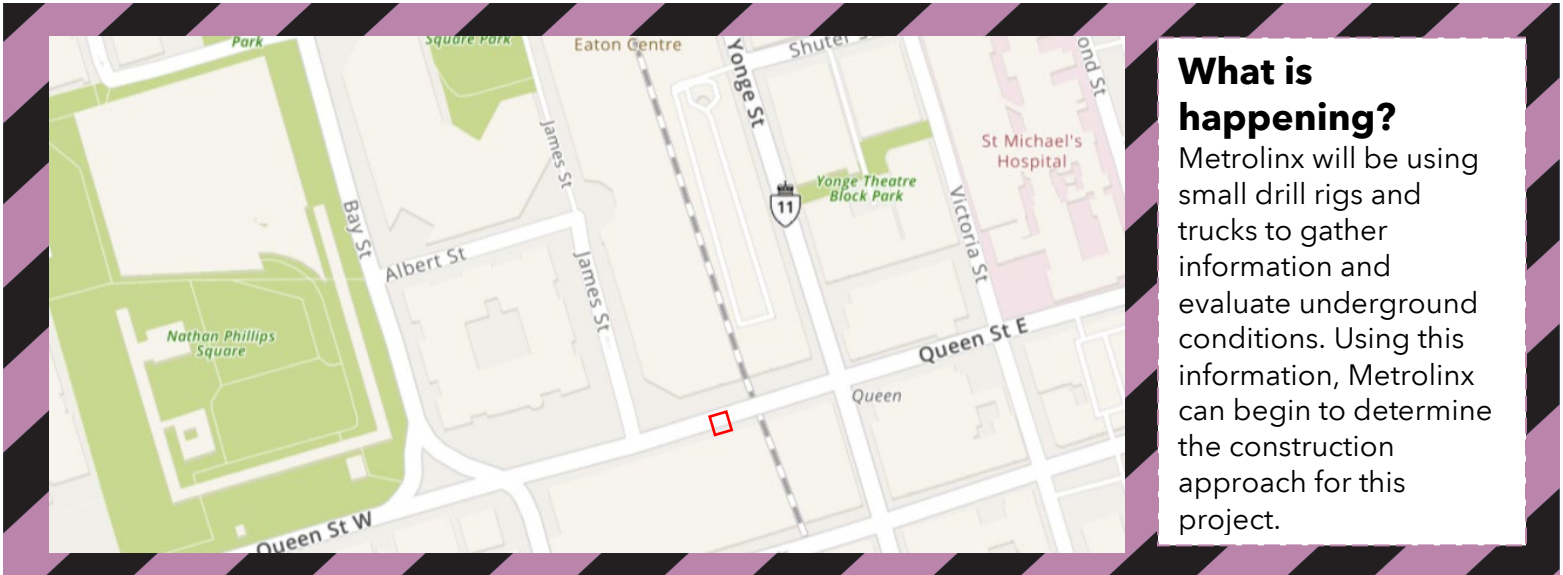 Park
Square Park
Eaton Centre
Yonge St
Shuter S
ond St
St Michael's
Hospital
James St
Yonge Theatre
Block Park
11
Bay St
Victoria St
Albert St
James St
Nathan Phillips
Square
Queen St E
Queen
Queen St W
What is
happening?
Metrolinx will be using
small drill rigs and
trucks to gather
information and
evaluate underground
conditions. Using this
information, Metrolinx
can begin to determine
the construction
approach for this
project.